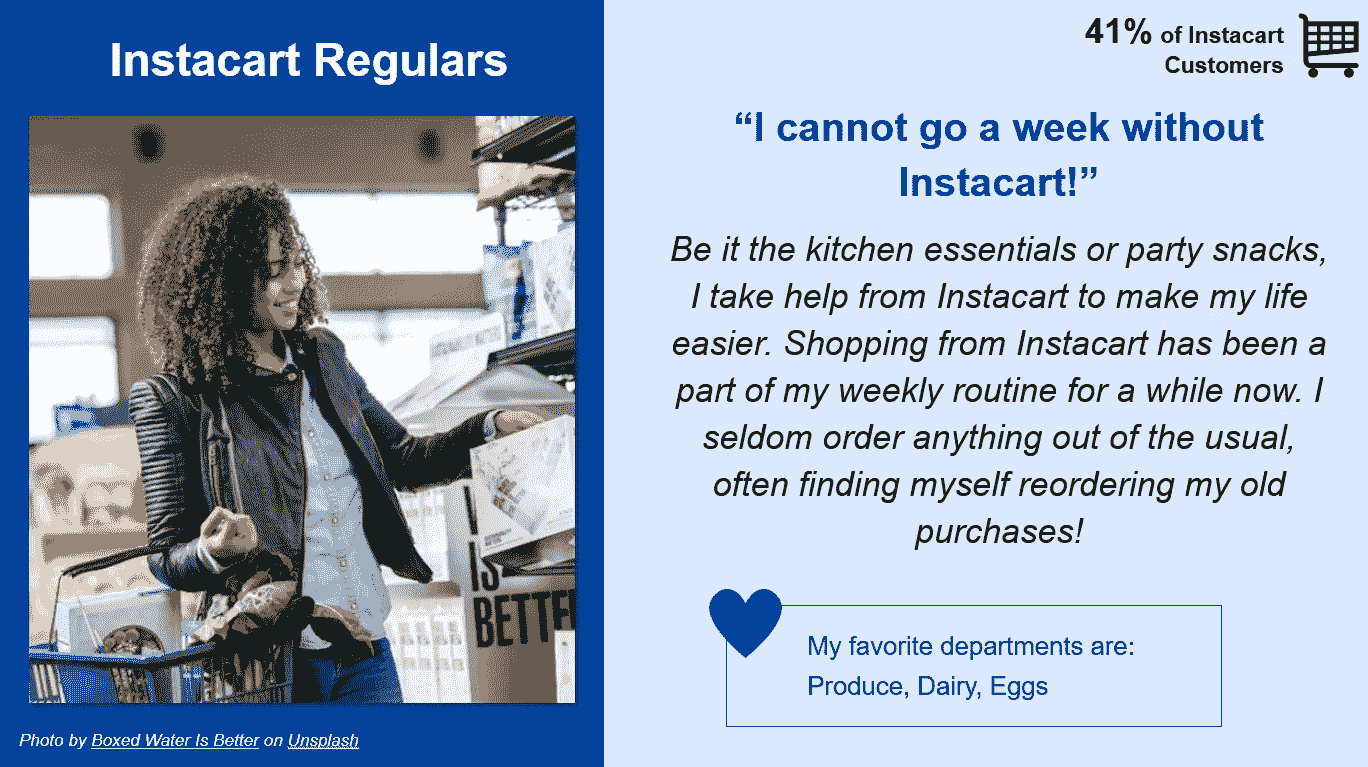 Instacart Regulars
IS
BETTE
Photo by Boxed Water Is Better on Unsplash
41% of Instacart
Customers
“I cannot go a week without
Instacart!”
Be it the kitchen essentials or party snacks,
I take help from Instacart to make my life
easier. Shopping from Instacart has been a
part of my weekly routine for a while now. I
seldom order anything out of the usual,
often finding myself reordering my old
purchases!
My favorite departments are:
Produce, Dairy, Eggs